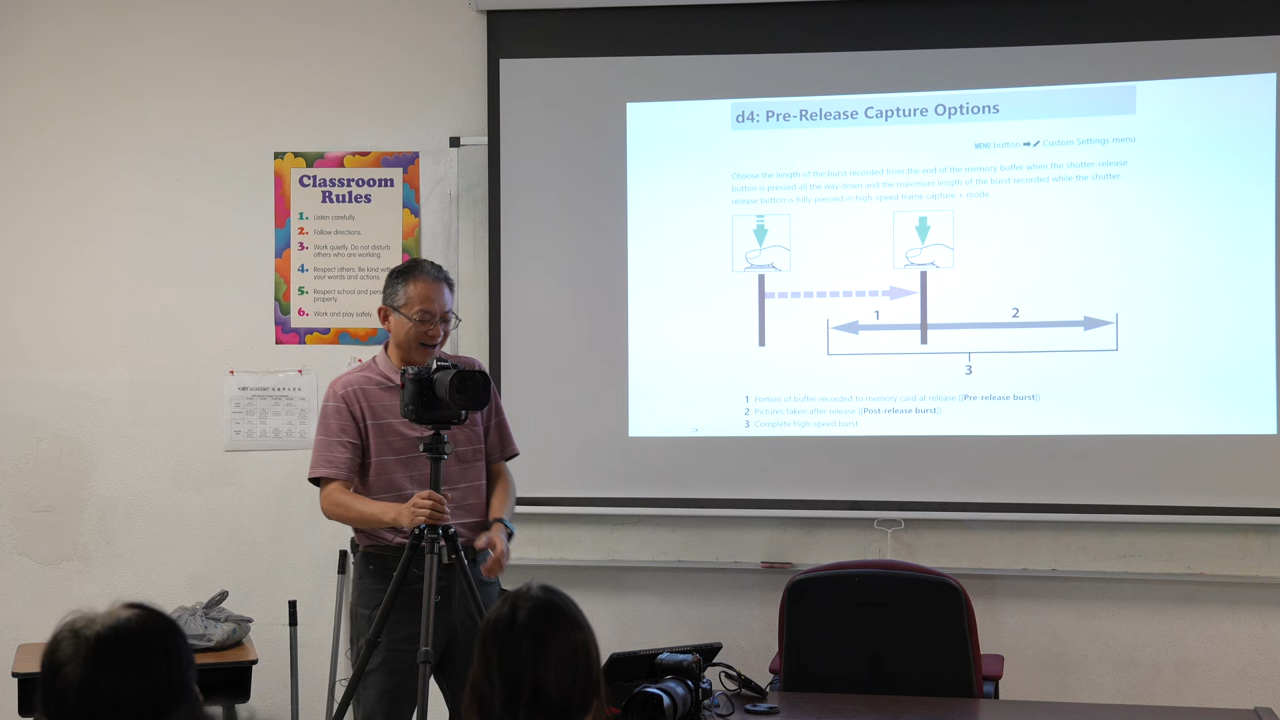 Classroom
Rules
1. Listen carefully.
2. Follow directions.
3. Work quietly. Do not disturb
others who are working.
4. Respect others. Be kind with
your words and actions.
5. Respect school and
property.
6. Work and play safely.
ACADEMY
Nikon
d4: Pre-Release Capture Options
MENU button Custom Settings menu
Choose the length of the burst recorded from the end of the memory buffer when the shutter-release
button is pressed all the way down and the maximum length of the burst recorded while the shutter-
release button is fully pressed in high-speed frame capture + mode.
1 2
3
1 Portion of buffer recorded to memory card at release ([Pre-release burst])
2 Pictures taken after release ([Post-release burst])
3 Complete high-speed burst
>